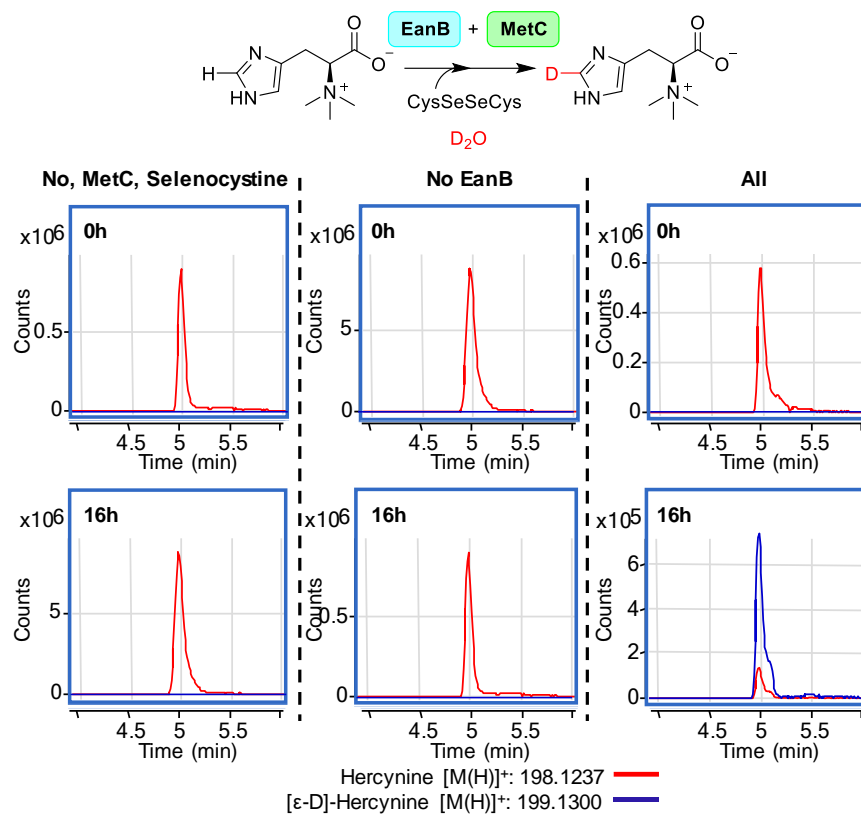 EanB + MetC
N O
H O⁻
HN N⁺
CysSeSeCys
D₂O
N O
D O⁻
HN N⁺
No, MetC, Selenocystine
No EanB
All
x10⁶ 0h
Counts
0.5
0
4.5 5 5.5
Time (min)
x10⁶ 0h
Counts
5
0
4.5 5 5.5
Time (min)
x10⁶ 0h
Counts
0.6
0.4
0.2
0
4.5 5 5.5
Time (min)
x10⁶ 16h
Counts
5
0
4.5 5 5.5
Time (min)
x10⁶ 16h
Counts
0.5
0
4.5 5 5.5
Time (min)
x10⁵ 16h
Counts
6
4
2
0
4.5 5 5.5
Time (min)
Hercynine [M(H)]⁺: 198.1237
[ε-D]-Hercynine [M(H)]⁺: 199.1300